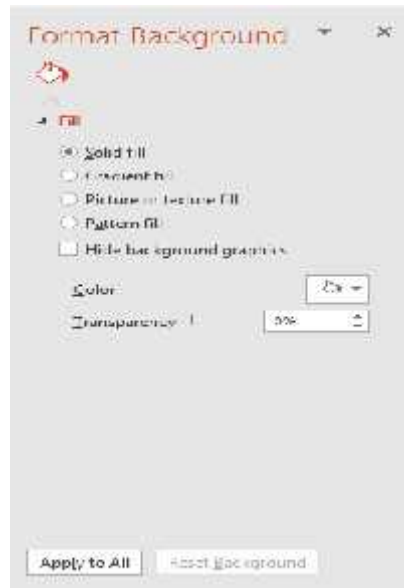 Format Background
Fill
Solid fill
Gradient fill
Picture or texture fill
Pattern fill
Hide background graphics
Color
Transparency 0%
Apply to All Reset Background